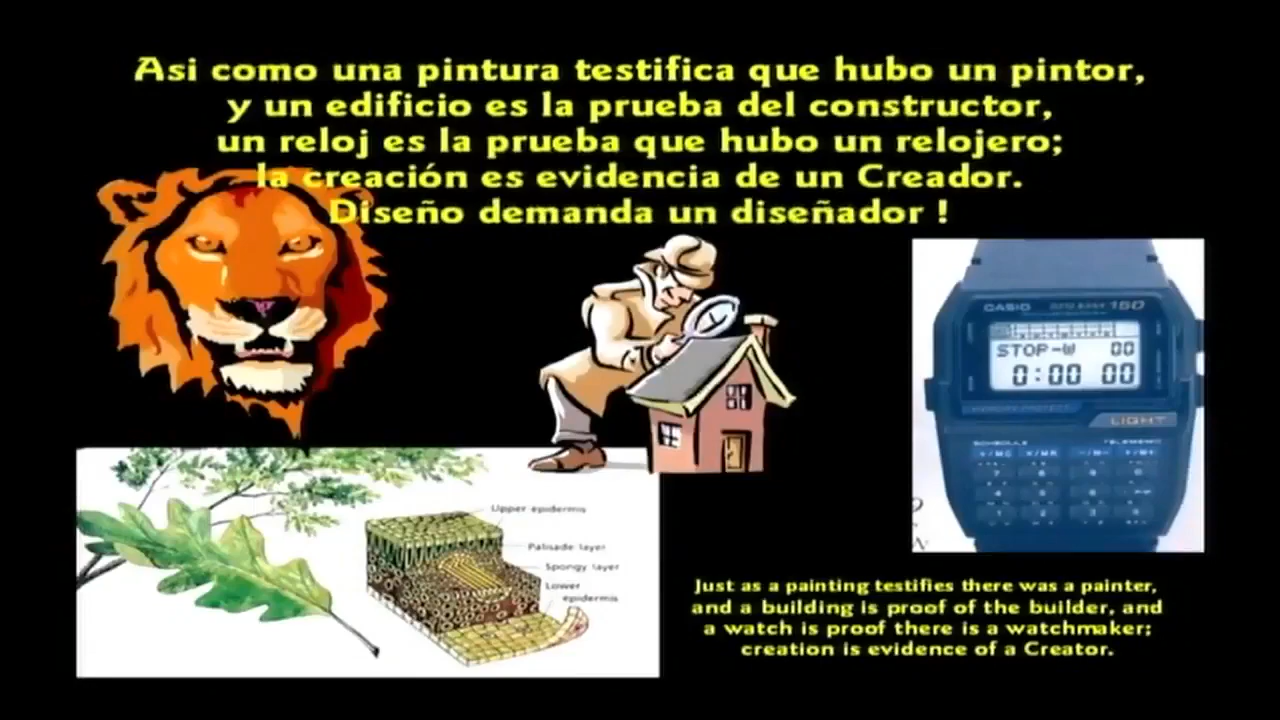 Asi como una pintura testifica que hubo un pintor,
y un edificio es la prueba del constructor,
un reloj es la prueba que hubo un relojero;
la creación es evidencia de un Creador.
Diseño demanda un diseñador !
CASIO 150
STOP-W 00
0:00 00
LIGHT
Upper epidermis
Palisade layer
Spongy layer
Lower
epidermis
Just as a painting testifies there was a painter,
and a building is proof of the builder, and
a watch is proof there is a watchmaker;
creation is evidence of a Creator.